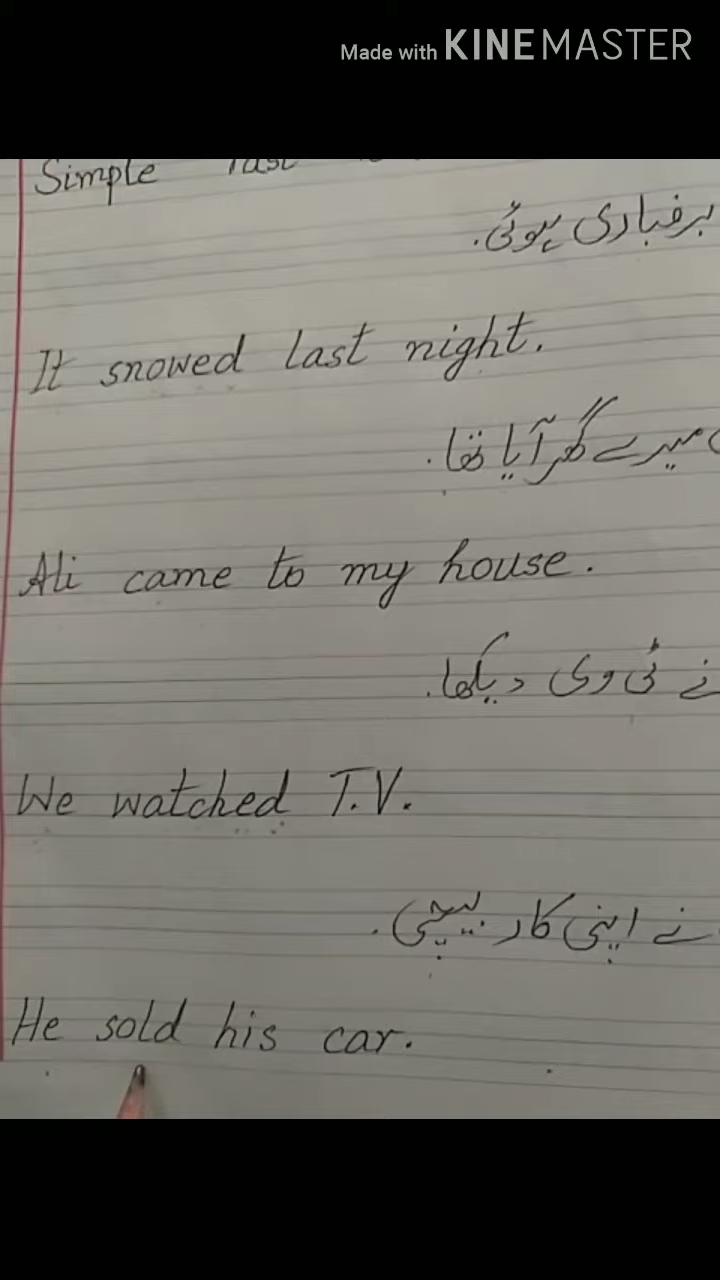 Made with KINEMASTER
Simple Past
برفباری ہوئی.
It snowed last night.
میرے گھر آیا تھا.
Ali came to my house.
نے ٹی وی دیکھا.
We watched T.V.
نے اپنی کار بیچی.
He sold his car.